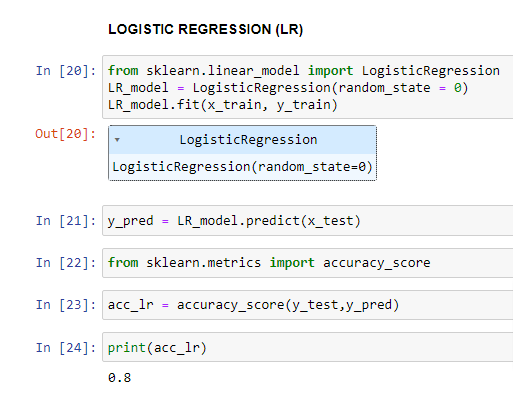 LOGISTIC REGRESSION (LR)
In [20]: from sklearn.linear_model import LogisticRegression
LR_model = LogisticRegression(random_state = 0)
LR_model.fit(x_train, y_train)
Out[20]: ▾ LogisticRegression
LogisticRegression(random_state=0)
In [21]: y_pred = LR_model.predict(x_test)
In [22]: from sklearn.metrics import accuracy_score
In [23]: acc_lr = accuracy_score(y_test,y_pred)
In [24]: print(acc_lr)
0.8